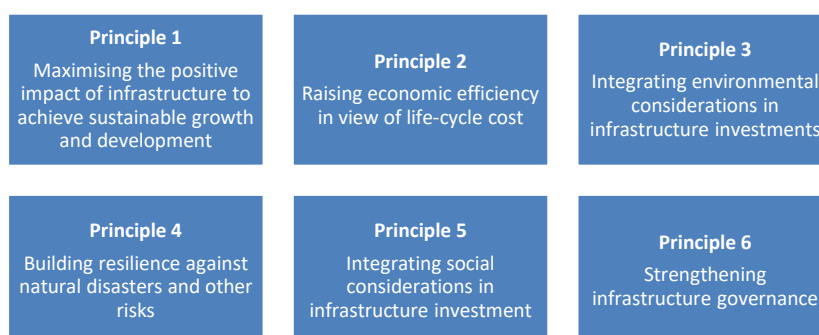 Principle 1
Maximising the positive
impact of infrastructure to
achieve sustainable growth
and development
Principle 2
Raising economic efficiency
in view of life-cycle cost
Principle 3
Integrating environmental
considerations in
infrastructure investments
Principle 4
Building resilience against
natural disasters and other
risks
Principle 5
Integrating social
considerations in
infrastructure investment
Principle 6
Strengthening
infrastructure governance